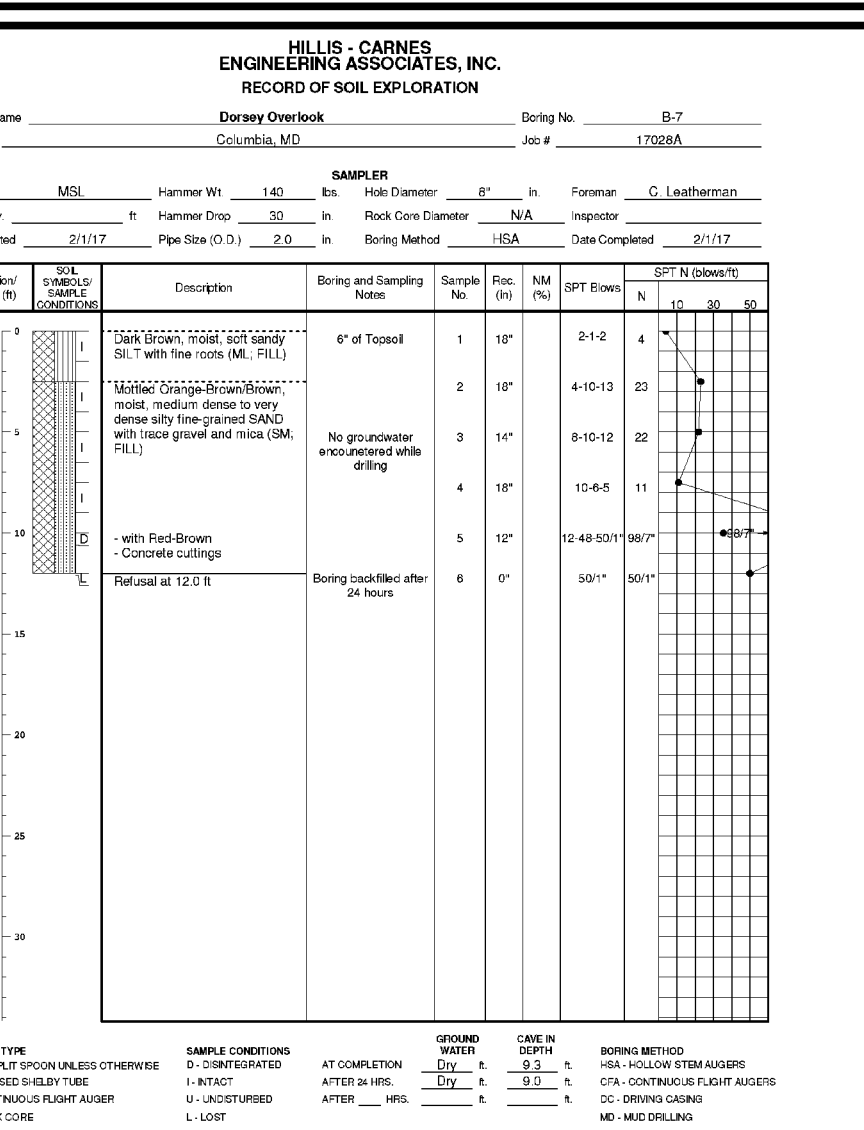 HILLIS - CARNES
ENGINEERING ASSOCIATES, INC.
RECORD OF SOIL EXPLORATION
ame Dorsey Overlook Boring No. B-7
Columbia, MD Job # 17028A
SAMPLER
MSL Hammer Wt. 140 lbs. Hole Diameter 8" in. Foreman C. Leatherman
. ft Hammer Drop 30 in. Rock Core Diameter N/A Inspector
ted 2/1/17 Pipe Size (O.D.) 2.0 in. Boring Method HSA Date Completed 2/1/17
ion/ (ft) SOIL SYMBOLS/ SAMPLE CONDITIONS Description Boring and Sampling Notes Sample No. Rec. (in) NM (%) SPT Blows SPT N (blows/ft)
N 10 30 50
0 I Dark Brown, moist, soft sandy 6" of Topsoil 1 18" 2-1-2 4
SILT with fine roots (ML; FILL)
I Mottled Orange-Brown/Brown, 2 18" 4-10-13 23
moist, medium dense to very
dense silty fine-grained SAND
5 I with trace gravel and mica (SM; No groundwater 3 14" 8-10-12 22
FILL) encounetered while
drilling
I 4 18" 10-6-5 11
10 D - with Red-Brown 5 12" 12-48-50/1" 98/7" 98/7"
- Concrete cuttings
L Refusal at 12.0 ft Boring backfilled after 6 0" 50/1" 50/1"
24 hours
15
20
25
30
GROUND CAVE IN
TYPE SAMPLE CONDITIONS WATER DEPTH BORING METHOD
PLIT SPOON UNLESS OTHERWISE D - DISINTEGRATED AT COMPLETION Dry ft. 9.3 ft. HSA - HOLLOW STEM AUGERS
SED SHELBY TUBE I - INTACT AFTER 24 HRS. Dry ft. 9.0 ft. CFA - CONTINUOUS FLIGHT AUGERS
TINUOUS FLIGHT AUGER U - UNDISTURBED AFTER HRS. ft. ft. DC - DRIVING CASING
K CORE L - LOST MD - MUD DRILLING